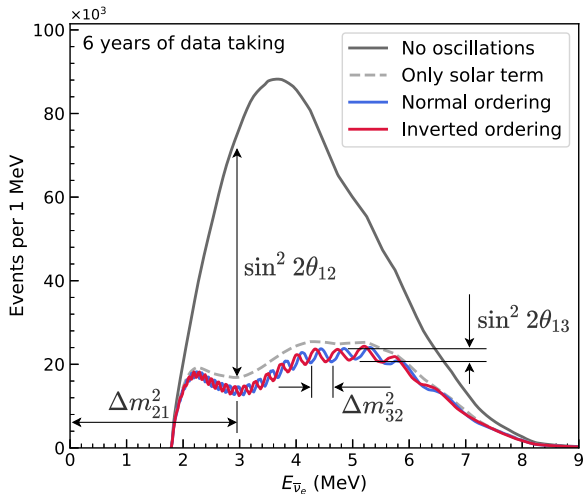 ×10³
100
80
60
40
20
0
Events per 1 MeV
6 years of data taking
No oscillations
Only solar term
Normal ordering
Inverted ordering
sin² 2θ₁₂
sin² 2θ₁₃
Δm²₂₁
Δm²₃₂
0 1 2 3 4 5 6 7 8 9
E_ν̅ₑ (MeV)